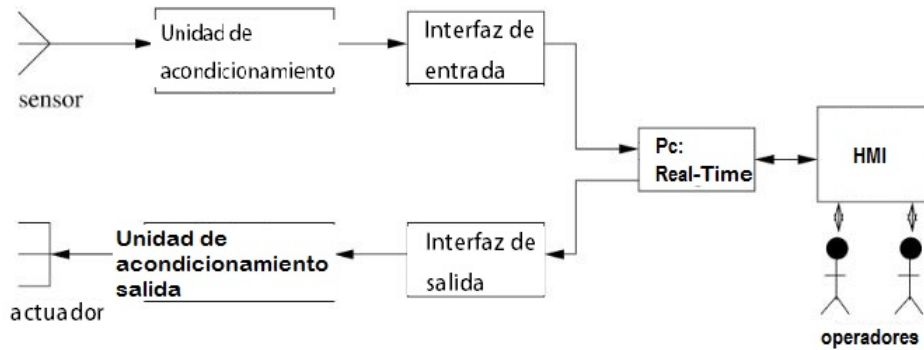 Unidad de
acondicionamiento
Interfaz de
entrada
sensor
Pc:
Real-Time
HMI
Unidad de
acondicionamiento
salida
Interfaz de
salida
actuador
operadores